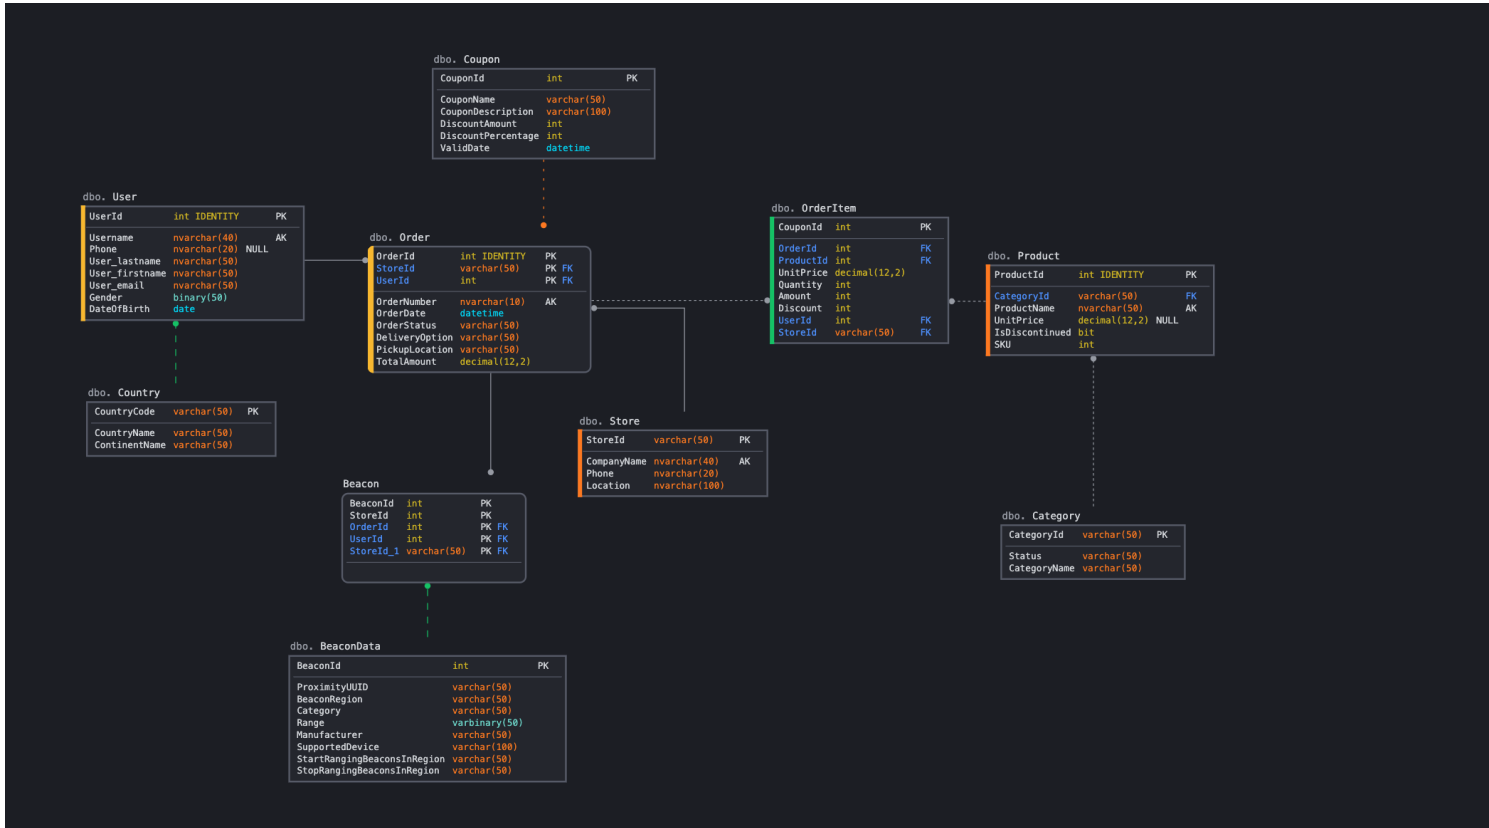 dbo. Coupon
CouponId int PK
CouponName varchar(50)
CouponDescription varchar(100)
DiscountAmount int
DiscountPercentage int
ValidDate datetime
dbo. User
UserId int IDENTITY PK
Username nvarchar(40) AK
Phone nvarchar(20) NULL
User_lastname nvarchar(50)
User_firstname nvarchar(50)
User_email nvarchar(50)
Gender binary(50)
DateOfBirth date
dbo. Order
OrderId int IDENTITY PK
StoreId varchar(50) PK FK
UserId int PK FK
OrderNumber nvarchar(10) AK
OrderDate datetime
OrderStatus varchar(50)
DeliveryOption varchar(50)
PickupLocation varchar(50)
TotalAmount decimal(12,2)
dbo. OrderItem
CouponId int PK
OrderId int FK
ProductId int FK
UnitPrice decimal(12,2)
Quantity int
Amount int
Discount int
UserId int FK
StoreId varchar(50) FK
dbo. Product
ProductId int IDENTITY PK
CategoryId varchar(50) FK
ProductName nvarchar(50) AK
UnitPrice decimal(12,2) NULL
IsDiscontinued bit
SKU int
dbo. Country
CountryCode varchar(50) PK
CountryName varchar(50)
ContinentName varchar(50)
dbo. Store
StoreId varchar(50) PK
CompanyName nvarchar(40) AK
Phone nvarchar(20)
Location nvarchar(100)
Beacon
BeaconId int PK
StoreId int PK
OrderId int PK FK
UserId int PK FK
StoreId_1 varchar(50) PK FK
dbo. Category
CategoryId varchar(50) PK
Status varchar(50)
CategoryName varchar(50)
dbo. BeaconData
BeaconId int PK
ProximityUUID varchar(50)
BeaconRegion varchar(50)
Category varchar(50)
Range varbinary(50)
Manufacturer varchar(50)
SupportedDevice varchar(100)
StartRangingBeaconsInRegion varchar(50)
StopRangingBeaconsInRegion varchar(50)